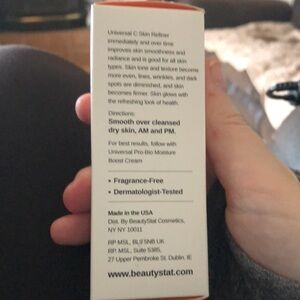 Universal C Skin Refiner
immediately and over time
improves skin smoothness and
radiance and is good for all skin
types. Skin tone and texture become
more even, lines, wrinkles, and dark
spots are diminished, and skin
becomes firmer. Skin glows with
the refreshing look of health.
Directions:
Smooth over cleansed
dry skin, AM and PM.
For best results, follow with
Universal Pro-Bio Moisture
Boost Cream
• Fragrance-Free
• Dermatologist-Tested
Made in the USA
Dist. By BeautyStat Cosmetics,
NY NY 10011
RP: MSL, 5NB UK
RP. MSL, Suite 5385,
27 Upper Pembroke St. Dublin, IE
www.beautystat.com